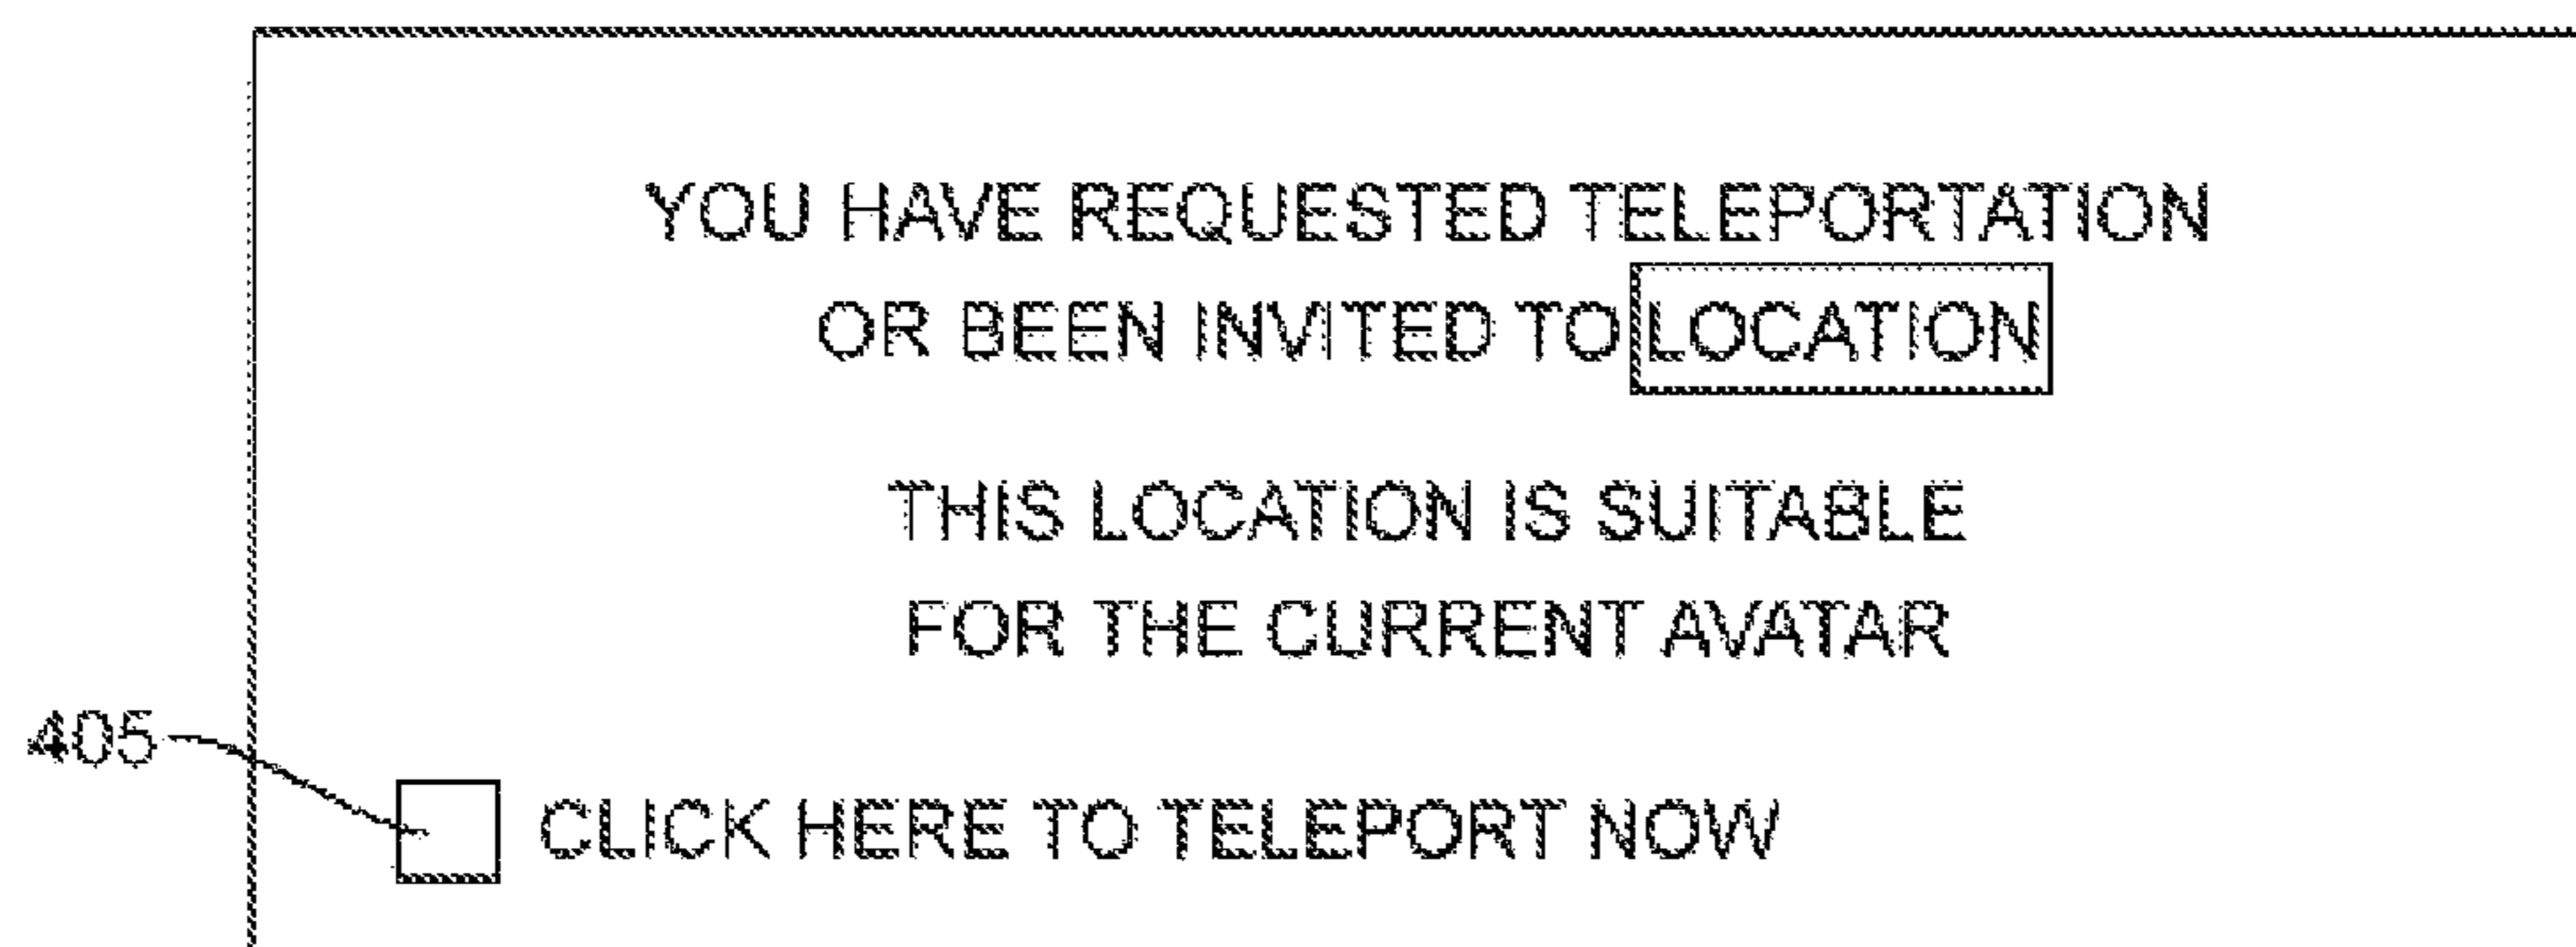 YOU HAVE REQUESTED TELEPORTATION
OR BEEN INVITED TO LOCATION
THIS LOCATION IS SUITABLE
FOR THE CURRENT AVATAR
405
CLICK HERE TO TELEPORT NOW